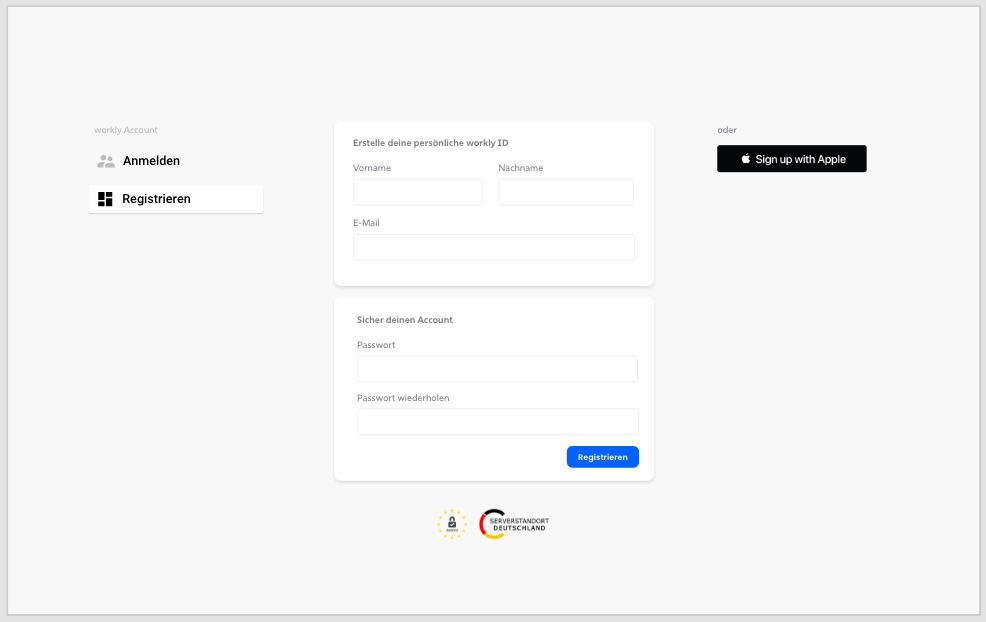 workly Account
Anmelden
Registrieren
Erstelle deine persönliche workly ID
Vorname
Nachname
E-Mail
Sicher deinen Account
Passwort
Passwort wiederholen
Registrieren
oder
Sign up with Apple
SERVERSTANDORT
DEUTSCHLAND